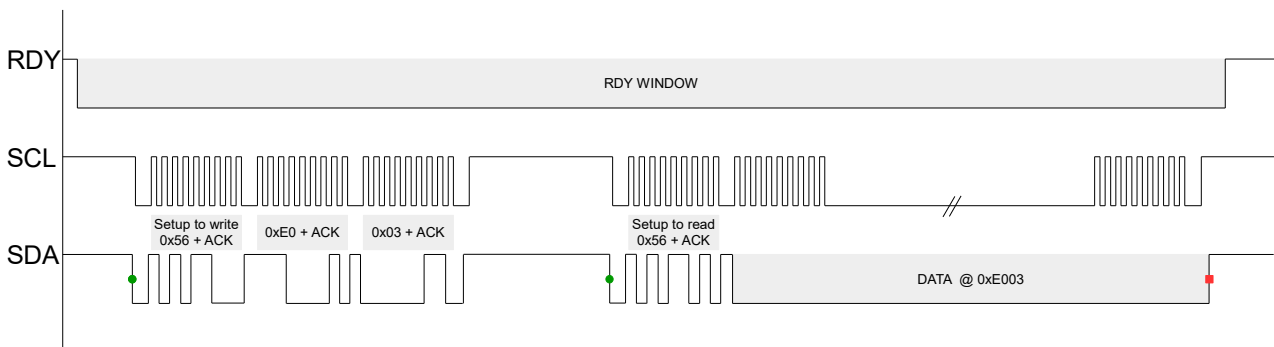 RDY
RDY WINDOW
SCL
Setup to write
0x56 + ACK
0xE0 + ACK
0x03 + ACK
Setup to read
0x56 + ACK
SDA
DATA @ 0xE003